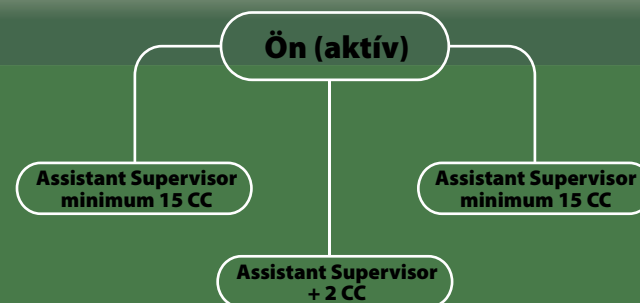 Ön (aktív)
Assistant Supervisor
minimum 15 CC
Assistant Supervisor
minimum 15 CC
Assistant Supervisor
+ 2 CC